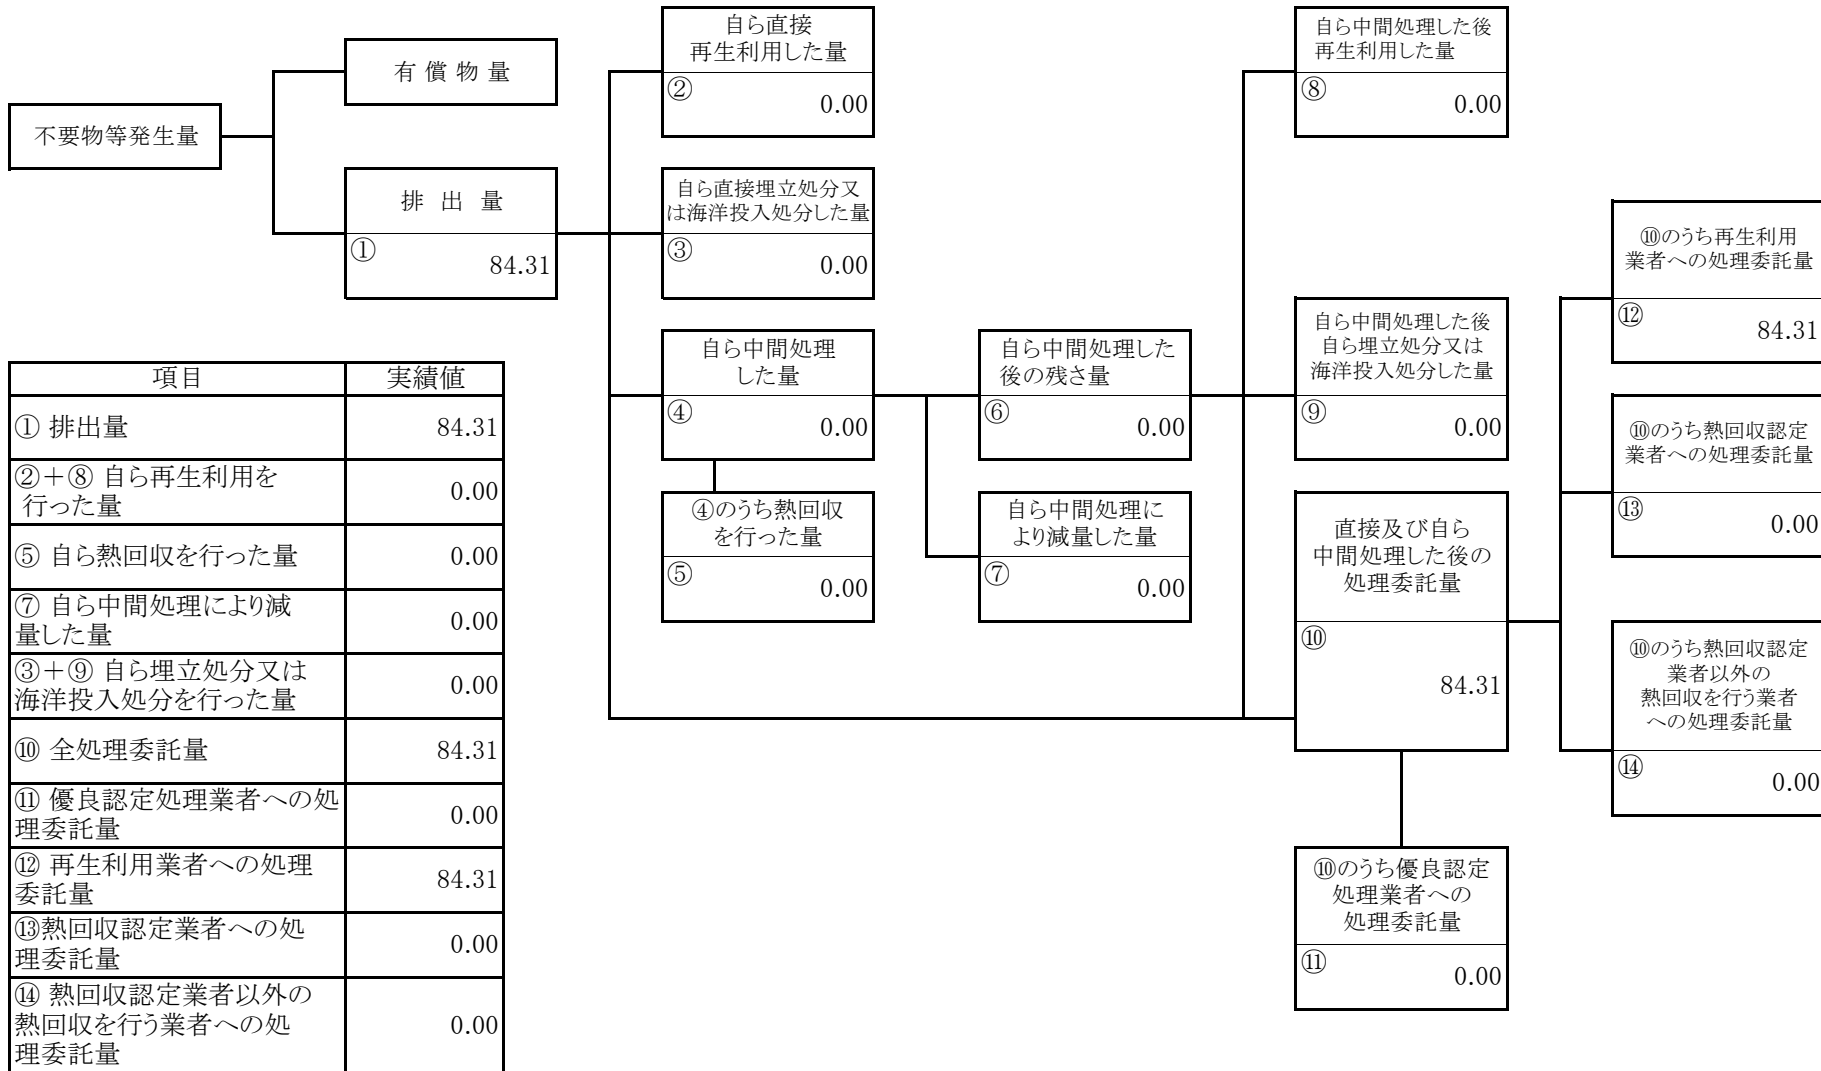 不要物等発生量
有 償 物 量
排 出 量
①
84.31
自ら直接
再生利用した量
②
0.00
自ら直接埋立処分又
は海洋投入処分した量
③
0.00
自ら中間処理
した量
④
0.00
④のうち熱回収
を行った量
⑤
0.00
自ら中間処理した
後の残さ量
⑥
0.00
自ら中間処理に
より減量した量
⑦
0.00
自ら中間処理した後
再生利用した量
⑧
0.00
自ら中間処理した後
自ら埋立処分又は
海洋投入処分した量
⑨
0.00
直接及び自ら
中間処理した後の
処理委託量
⑩
84.31
⑩のうち優良認定
処理業者への
処理委託量
⑪
0.00
⑩のうち再生利用
業者への処理委託量
⑫
84.31
⑩のうち熱回収認定
業者への処理委託量
⑬
0.00
⑩のうち熱回収認定
業者以外の
熱回収を行う業者
への処理委託量
⑭
0.00
項目 実績値
① 排出量 84.31
②＋⑧ 自ら再生利用を
行った量 0.00
⑤ 自ら熱回収を行った量 0.00
⑦ 自ら中間処理により減
量した量 0.00
③＋⑨ 自ら埋立処分又は
海洋投入処分を行った量 0.00
⑩ 全処理委託量 84.31
⑪ 優良認定処理業者への処
理委託量 0.00
⑫ 再生利用業者への処理
委託量 84.31
⑬熱回収認定業者への処
理委託量 0.00
⑭ 熱回収認定業者以外の
熱回収を行う業者への処
理委託量 0.00